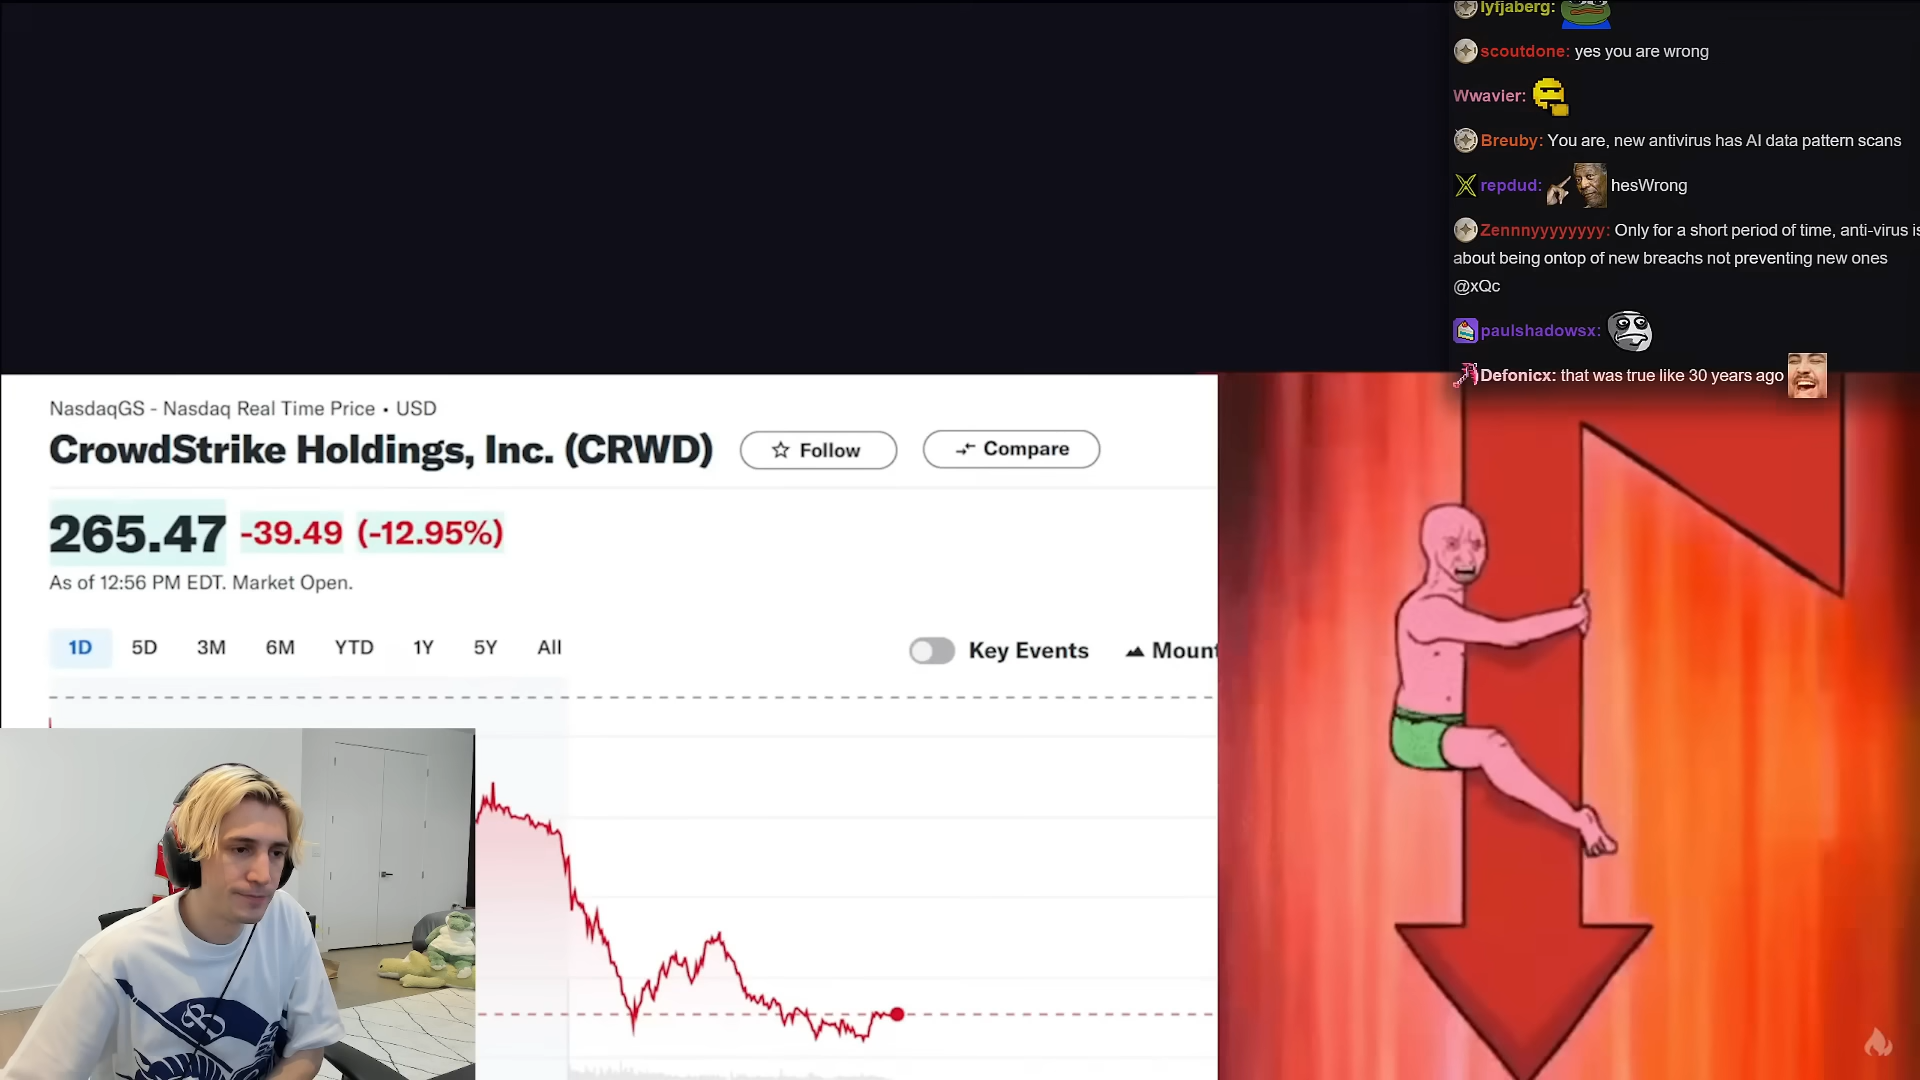 lyfjaberg:
scoutdone: yes you are wrong
Wwavier:
Breuby: You are, new antivirus has AI data pattern scans
repdud: hesWrong
Zennnyyyyyyyy: Only for a short period of time, anti-virus is
about being ontop of new breachs not preventing new ones
@xQc
paulshadowsx:
Defonicx: that was true like 30 years ago
NasdaqGS - Nasdaq Real Time Price • USD
CrowdStrike Holdings, Inc. (CRWD)
Follow
Compare
265.47 -39.49 (-12.95%)
As of 12:56 PM EDT. Market Open.
1D 5D 3M 6M YTD 1Y 5Y All
Key Events
Mount